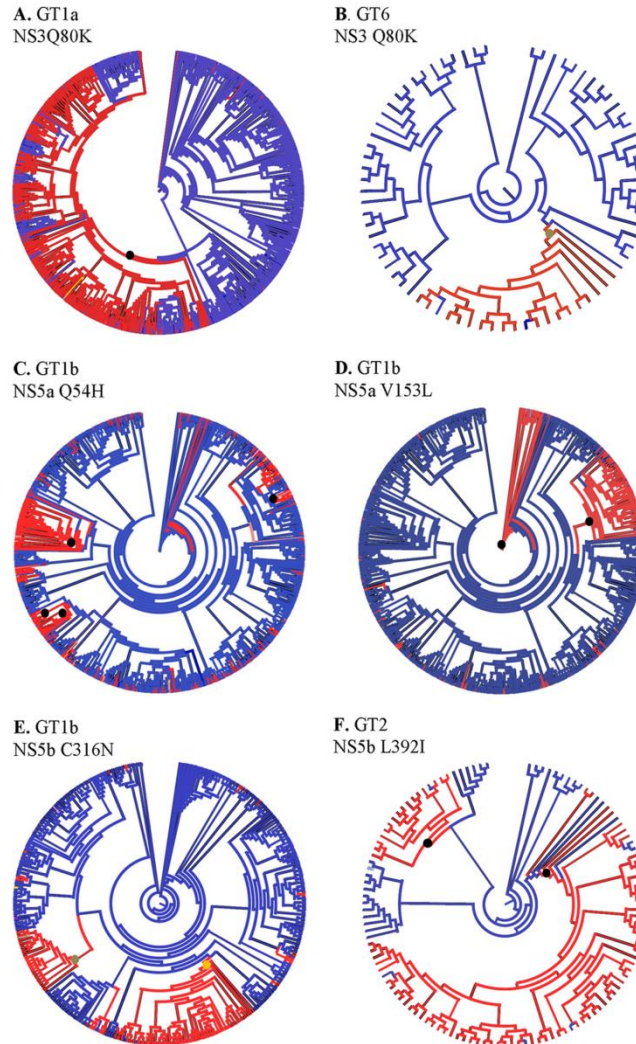 A. GT1a
NS3Q80K
B. GT6
NS3 Q80K
C. GT1b
NS5a Q54H
D. GT1b
NS5a V153L
E. GT1b
NS5b C316N
F. GT2
NS5b L392I